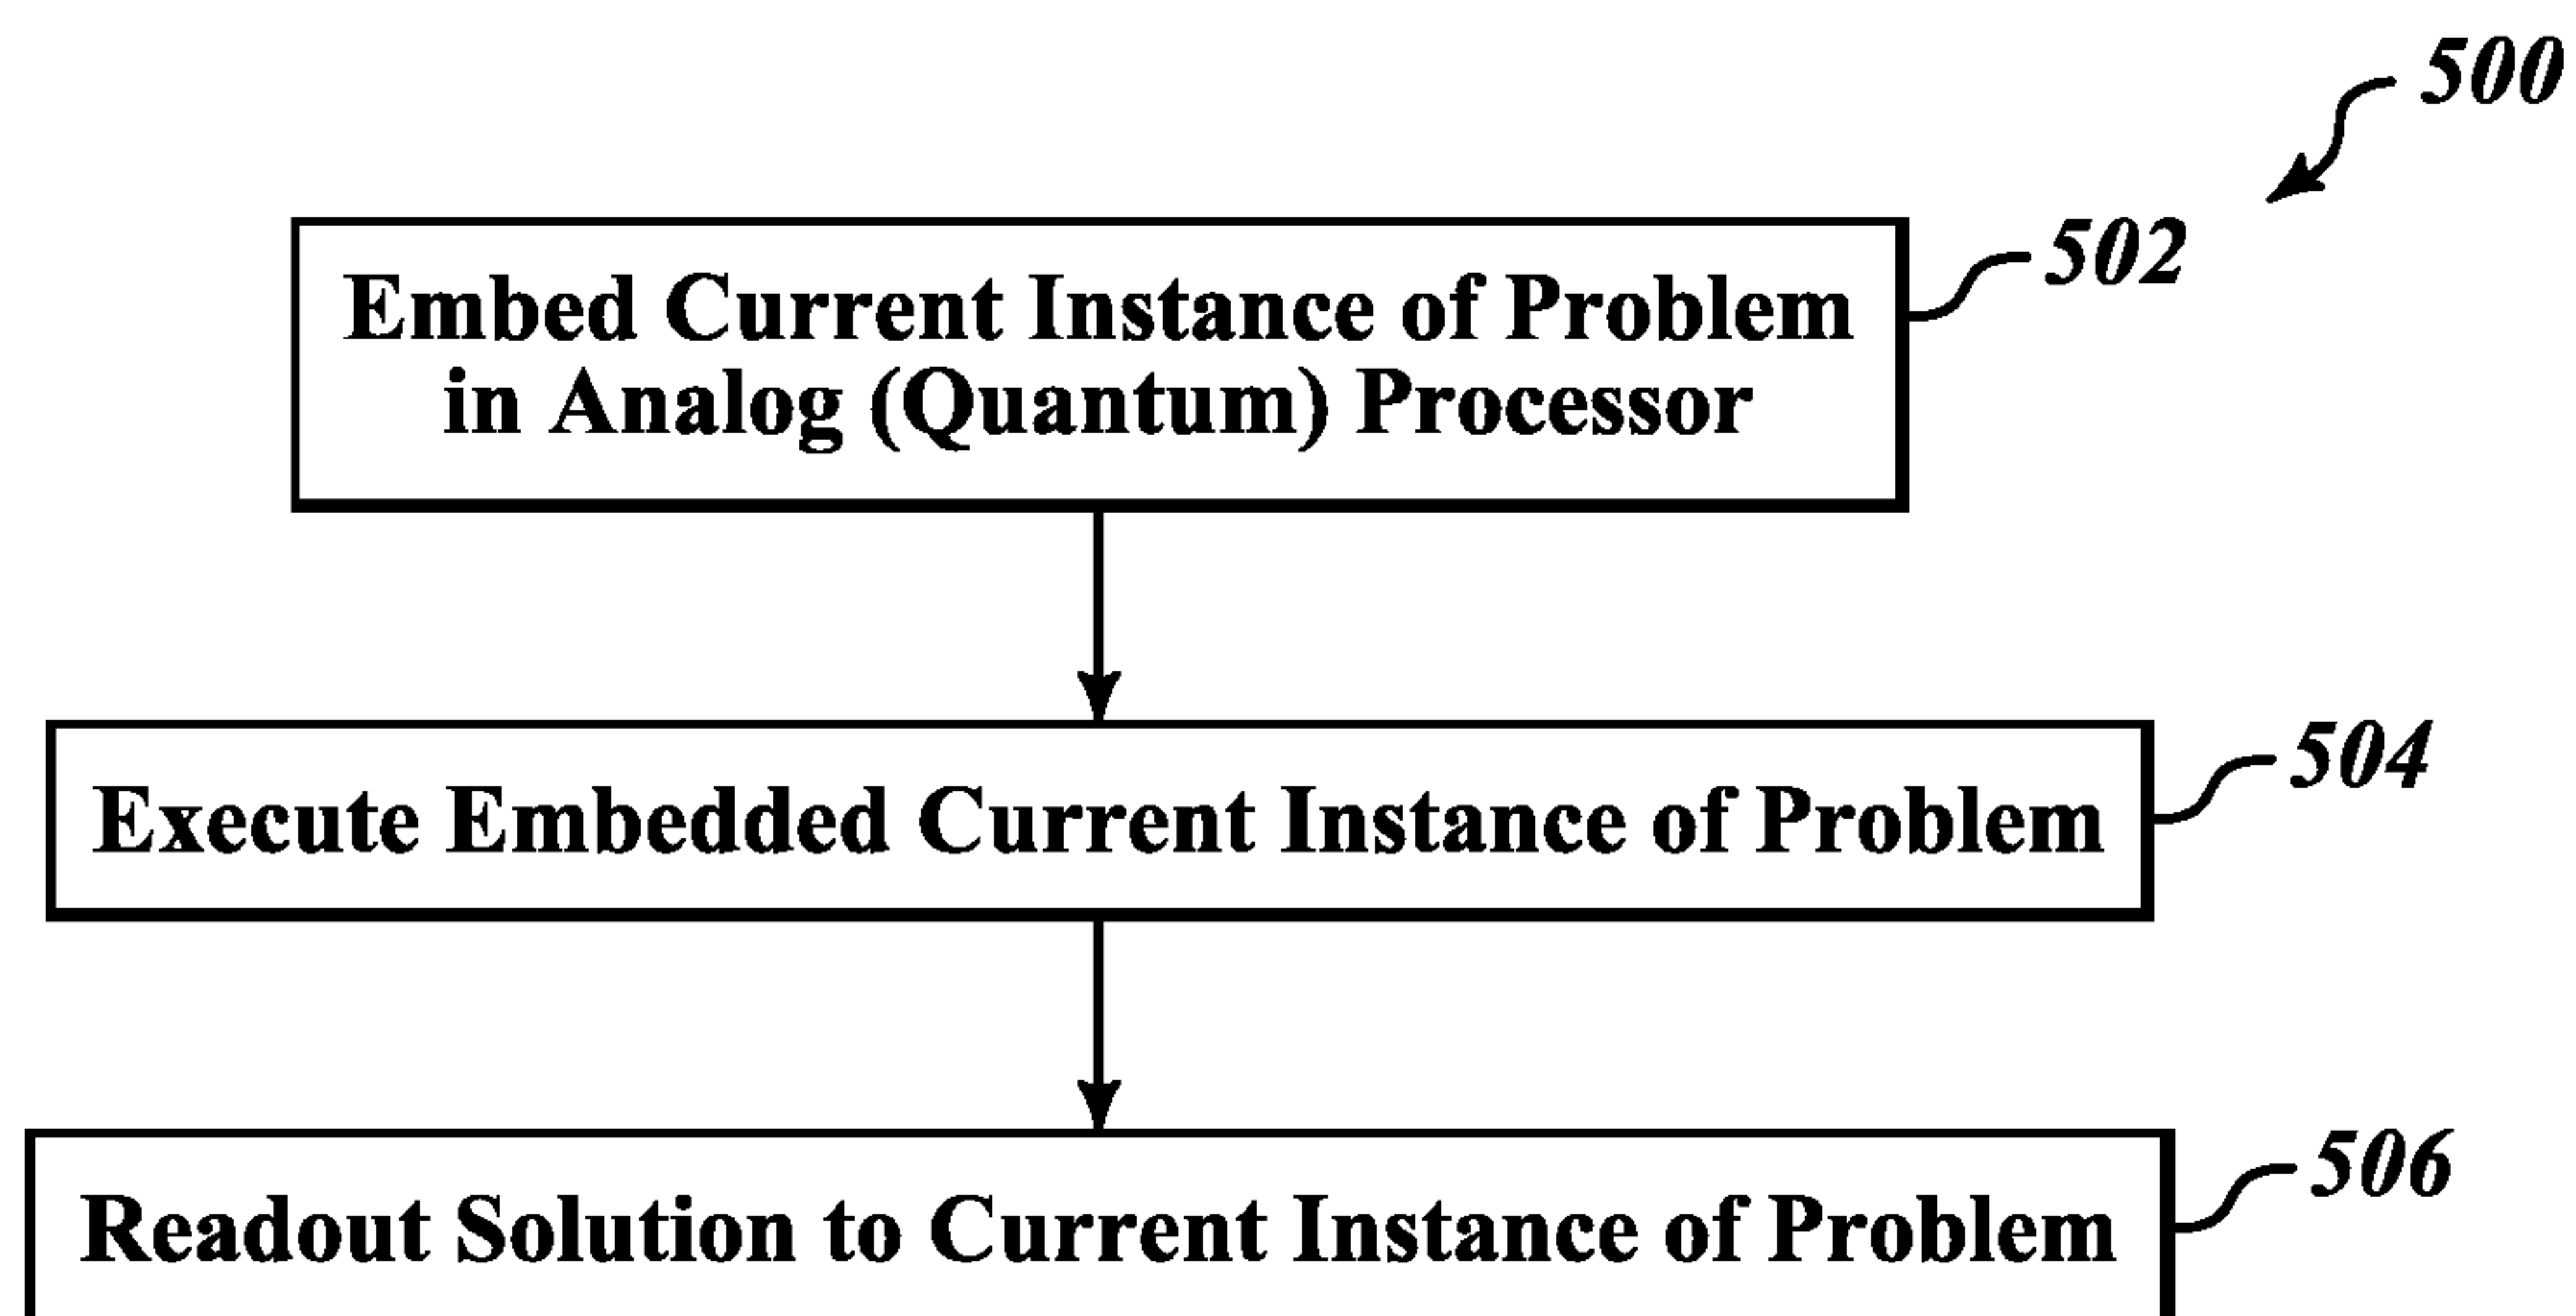 500
502
Embed Current Instance of Problem
in Analog (Quantum) Processor
504
Execute Embedded Current Instance of Problem
506
Readout Solution to Current Instance of Problem